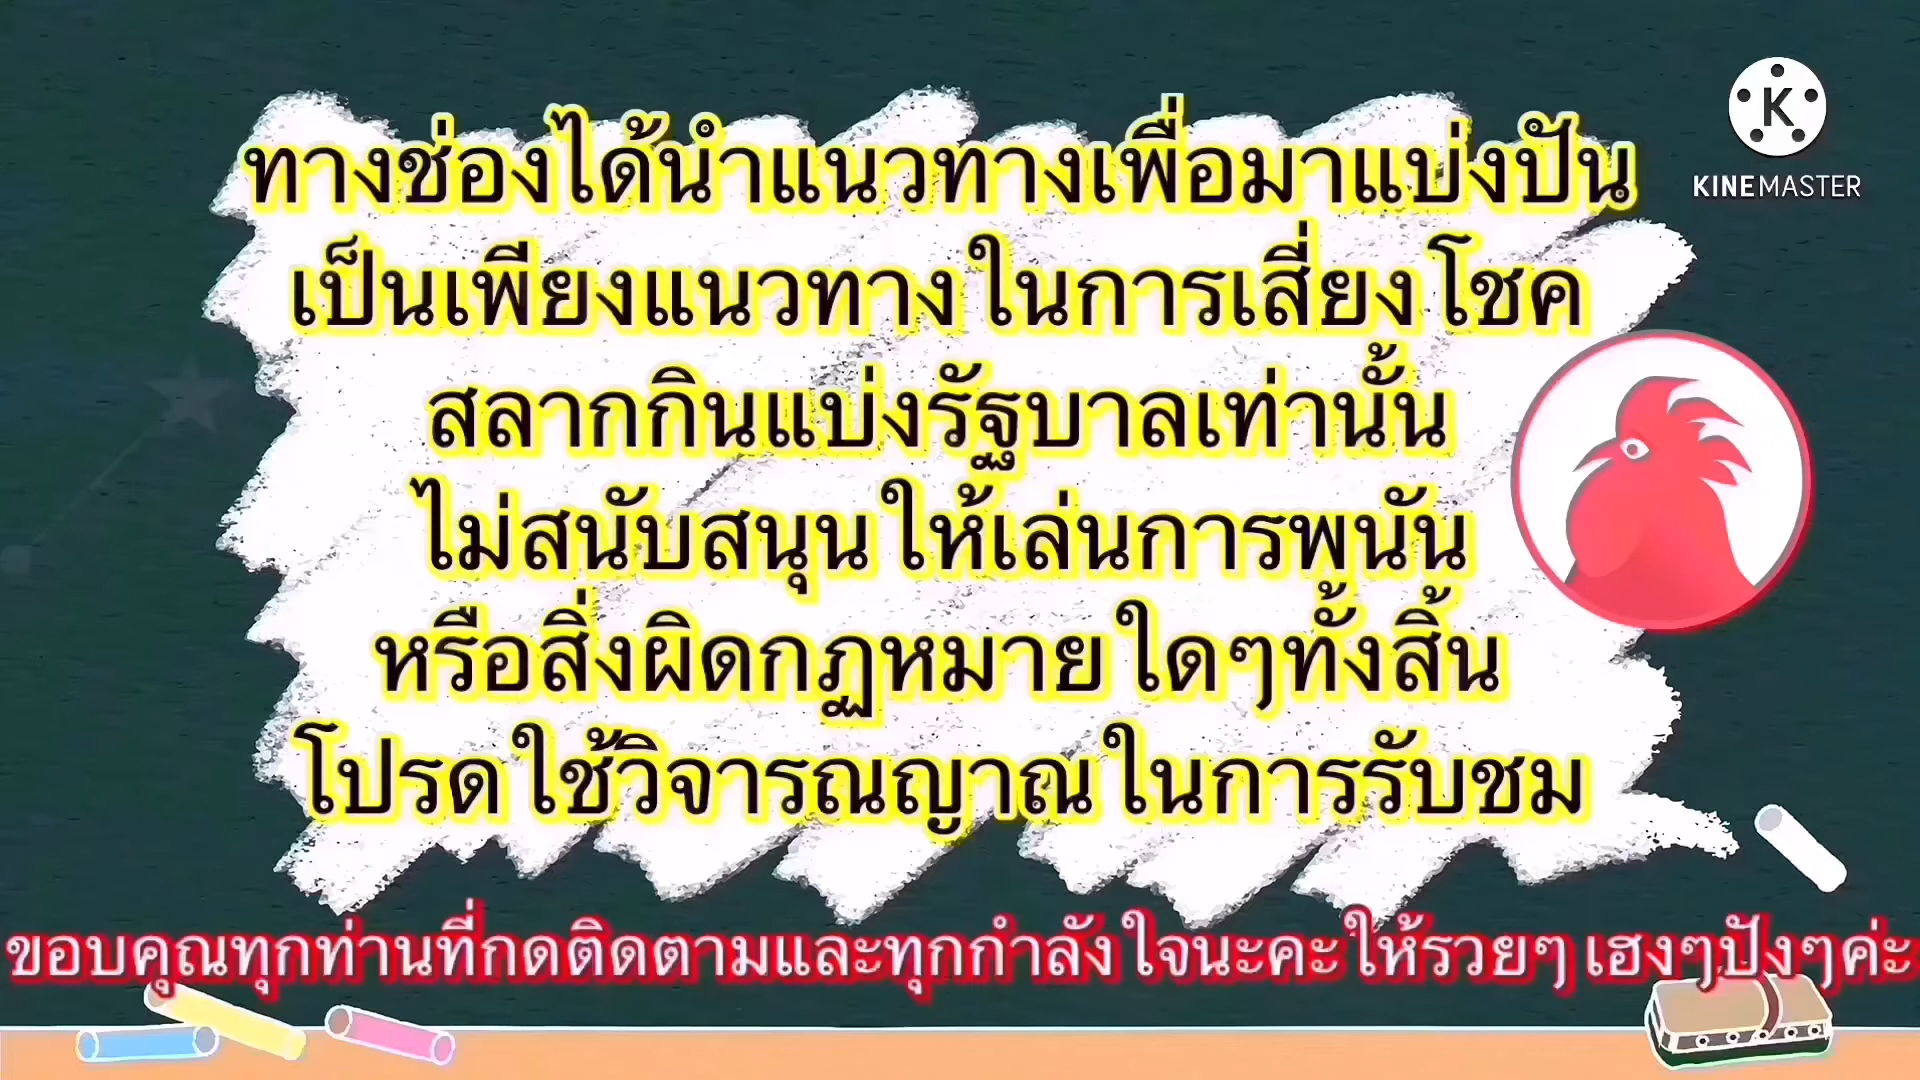 ทางช่องได้นำแนวทางเพื่อมาแบ่งปัน
เป็นเพียงแนวทางในการเสี่ยงโชค
สลากกินแบ่งรัฐบาลเท่านั้น
ไม่สนับสนุนให้เล่นการพนัน
หรือสิ่งผิดกฏหมายใดๆทั้งสิ้น
โปรดใช้วิจารณญาณในการรับชม
ขอบคุณทุกท่านที่กดติดตามและทุกกำลังใจนะคะให้รวยๆ เฮงๆปังๆค่ะ
K
KINEMASTER